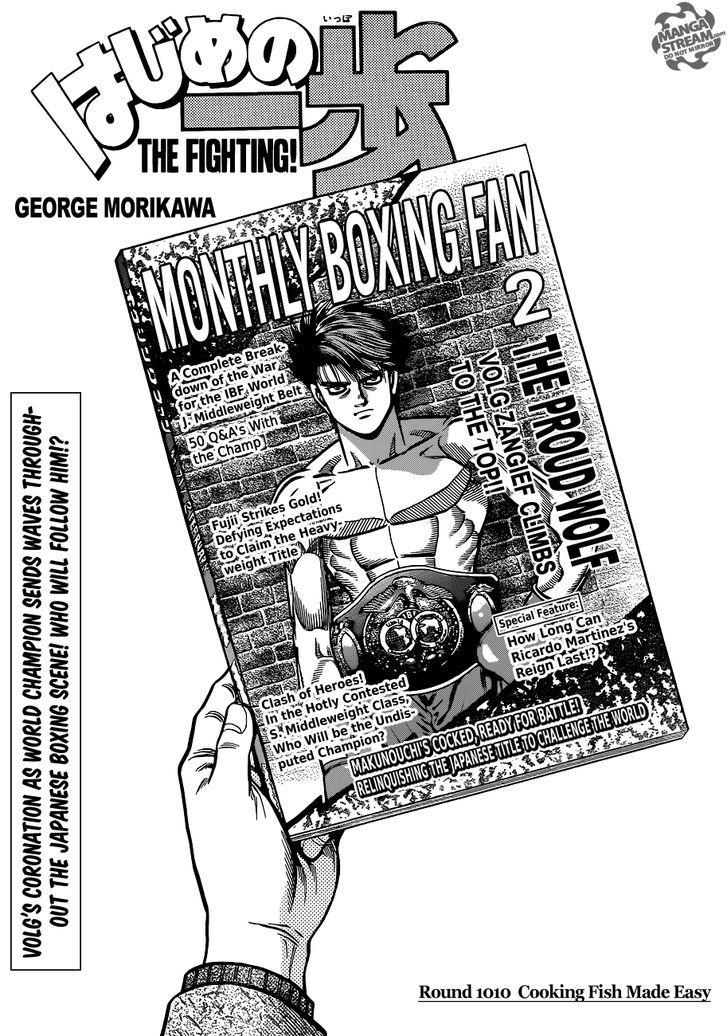 はじめの一歩
いっぽ
THE FIGHTING!
GEORGE MORIKAWA
MANGA
STREAM.com
DO NOT MIRROR
MONTHLY BOXING FAN
2
A Complete Break-
down of the War
for the IBF World
J- Middleweight Belt
50 Q&A's With
the Champ
THE PROUD WOLF
VOLG ZANGIEF CLIMBS
TO THE TOP!!
Fuji Strikes Gold!
Defying Expectations
to Claim the Heavy-
weight Title
Special Feature:
How Long Can
Ricardo Martinez's
Reign Last!?
Clash of Heroes!
In the Hotly Contested
S. Middleweight Class,
Who Will be the Undis-
puted Champion?
MAKUNOUCHI'S COCKED, READY FOR BATTLE!
RELINQUISHING THE JAPANESE TITLE TO CHALLENGE THE WORLD
VOLG'S CORONATION AS WORLD CHAMPION SENDS WAVES THROUGH-
OUT THE JAPANESE BOXING SCENE! WHO WILL FOLLOW HIM!?
Round 1010 Cooking Fish Made Easy